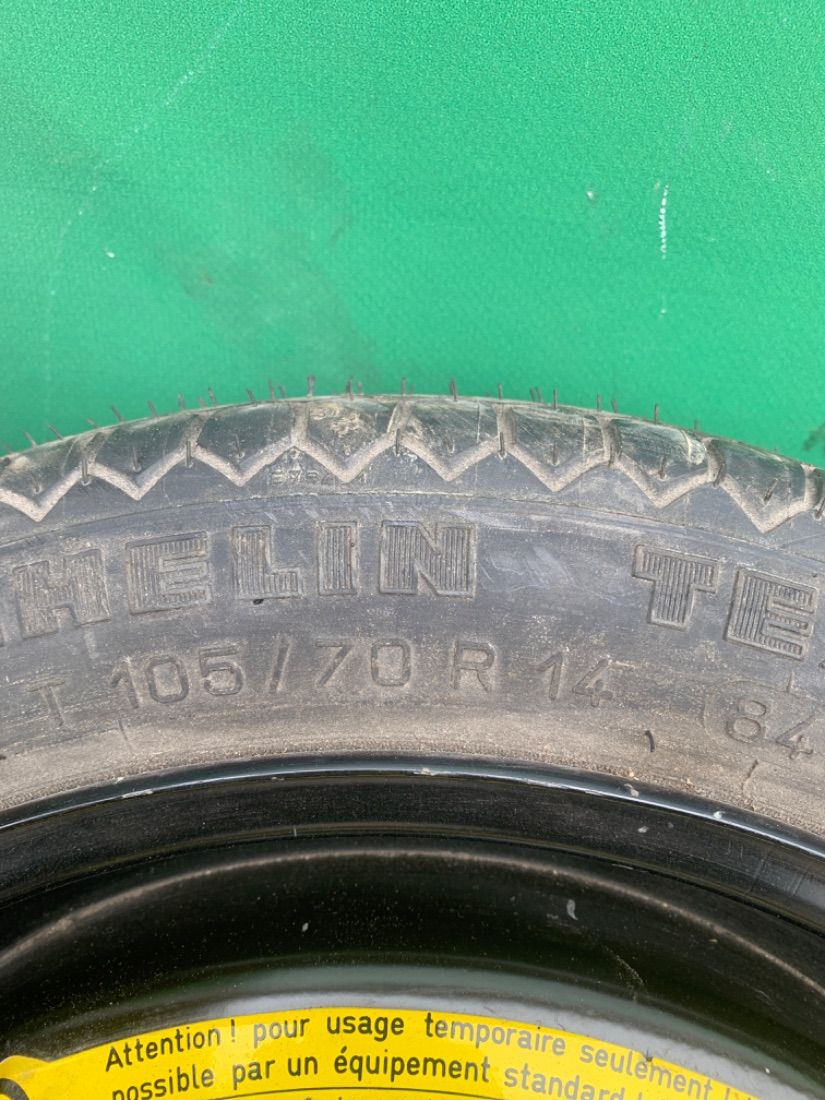 HELIN TE
T 105/70 R 14 84
Attention ! pour usage temporaire seulement !
possible par un équipement standard